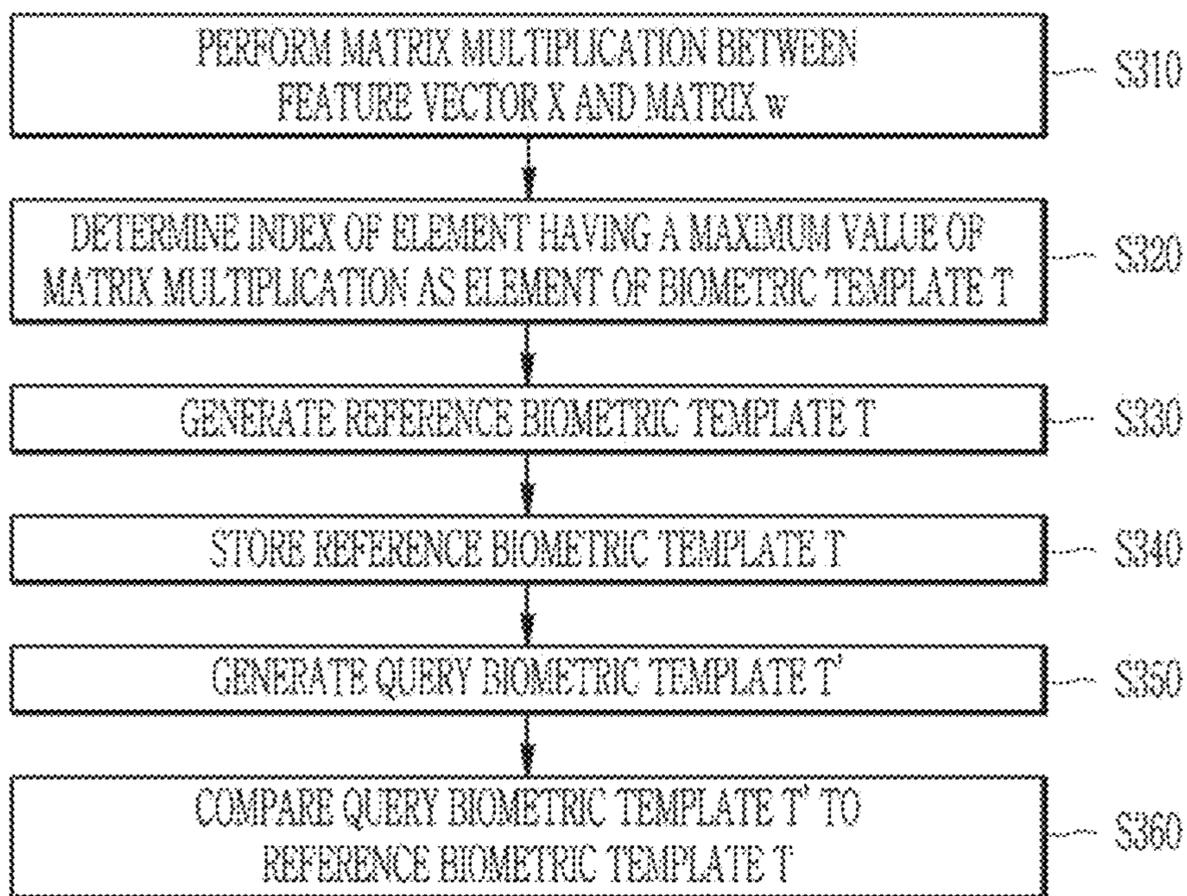 PERFORM MATRIX MULTIPLICATION BETWEEN
FEATURE VECTOR X AND MATRIX w
S310
DETERMINE INDEX OF ELEMENT HAVING A MAXIMUM VALUE OF
MATRIX MULTIPLICATION AS ELEMENT OF BIOMETRIC TEMPLATE T
S320
GENERATE REFERENCE BIOMETRIC TEMPLATE T
S330
STORE REFERENCE BIOMETRIC TEMPLATE T
S340
GENERATE QUERY BIOMETRIC TEMPLATE T'
S350
COMPARE QUERY BIOMETRIC TEMPLATE T' TO
REFERENCE BIOMETRIC TEMPLATE T
S360